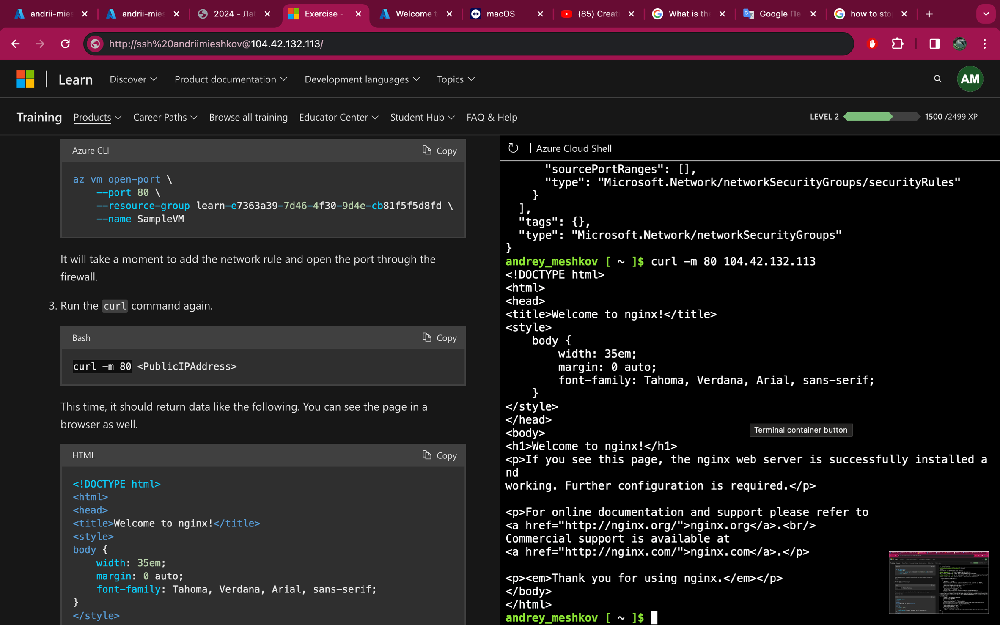 andrii-mies
andrii-mies
2024 - Лаб
Exercise -
Welcome t
macOS
(85) Creati
What is the
Google Пе
how to sto
http://ssh%20andriimieshkov@104.42.132.113/
Learn
Discover
Product documentation
Development languages
Topics
AM
Training
Products
Career Paths
Browse all training
Educator Center
Student Hub
FAQ & Help
LEVEL 2
1500 /2499 XP
Azure CLI
Copy
az vm open-port \
--port 80 \
--resource-group learn-e7363a39-7d46-4f30-9d4e-cb81f5f5d8fd \
--name SampleVM
It will take a moment to add the network rule and open the port through the
firewall.
3. Run the curl command again.
Bash
Copy
curl -m 80 <PublicIPAddress>
This time, it should return data like the following. You can see the page in a
browser as well.
HTML
Copy
<!DOCTYPE html>
<html>
<head>
<title>Welcome to nginx!</title>
<style>
body {
width: 35em;
margin: 0 auto;
font-family: Tahoma, Verdana, Arial, sans-serif;
}
</style>
| Azure Cloud Shell
"sourcePortRanges": [],
"type": "Microsoft.Network/networkSecurityGroups/securityRules"
}
],
"tags": {},
"type": "Microsoft.Network/networkSecurityGroups"
}
andrey_meshkov [ ~ ]$ curl -m 80 104.42.132.113
<!DOCTYPE html>
<html>
<head>
<title>Welcome to nginx!</title>
<style>
body {
width: 35em;
margin: 0 auto;
font-family: Tahoma, Verdana, Arial, sans-serif;
}
</style>
</head>
<body>
Terminal container button
<h1>Welcome to nginx!</h1>
<p>If you see this page, the nginx web server is successfully installed a
nd
working. Further configuration is required.</p>
<p>For online documentation and support please refer to
<a href="http://nginx.org/">nginx.org</a>.<br/>
Commercial support is available at
<a href="http://nginx.com/">nginx.com</a>.</p>
<p><em>Thank you for using nginx.</em></p>
</body>
</html>
andrey_meshkov [ ~ ]$